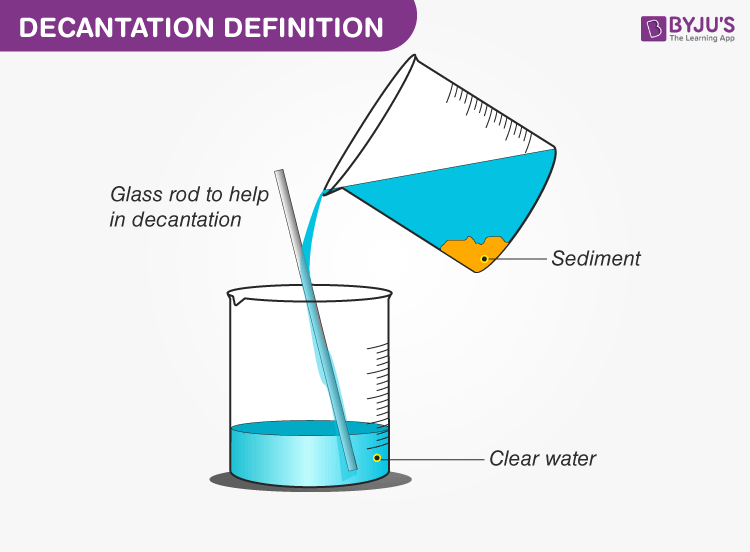 DECANTATION DEFINITION
BYJU'S
The Learning App
Glass rod to help
in decantation
Sediment
Clear water